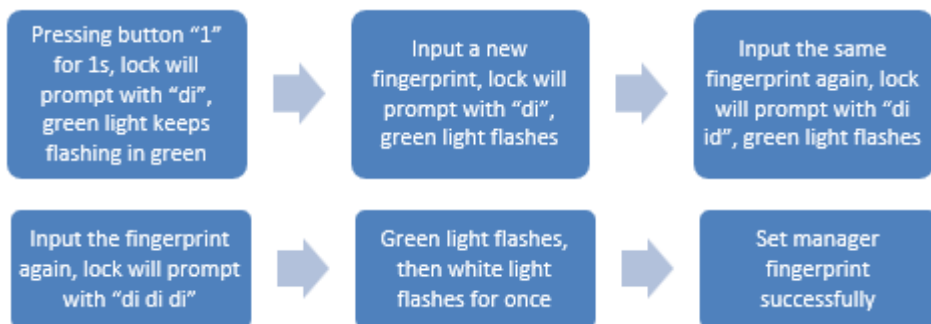 Pressing button “1”
for 1s, lock will
prompt with “di”,
green light keeps
flashing in green
Input a new
fingerprint, lock will
prompt with “di”,
green light flashes
Input the same
fingerprint again, lock
will prompt with “di
id”, green light flashes
Input the fingerprint
again, lock will prompt
with “di di di”
Green light flashes,
then white light
flashes for once
Set manager
fingerprint
successfully